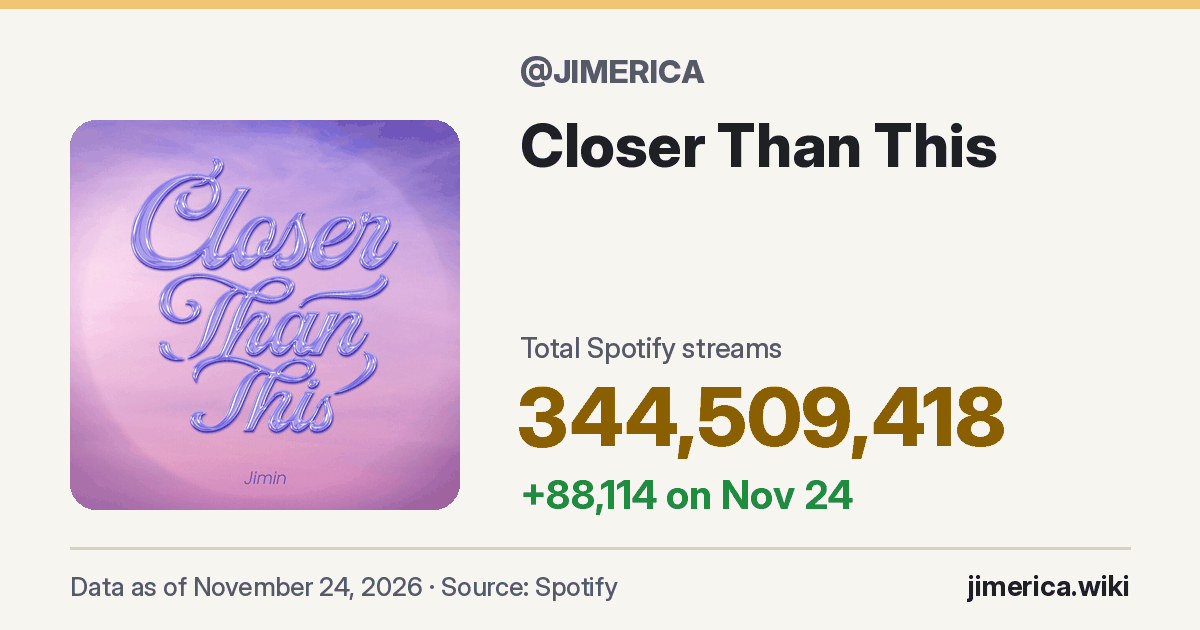 @JIMERICA
Closer Than This
Closer
Than
This
Jimin
Total Spotify streams
344,509,418
+88,114 on Nov 24
Data as of November 24, 2026 · Source: Spotify
jimerica.wiki